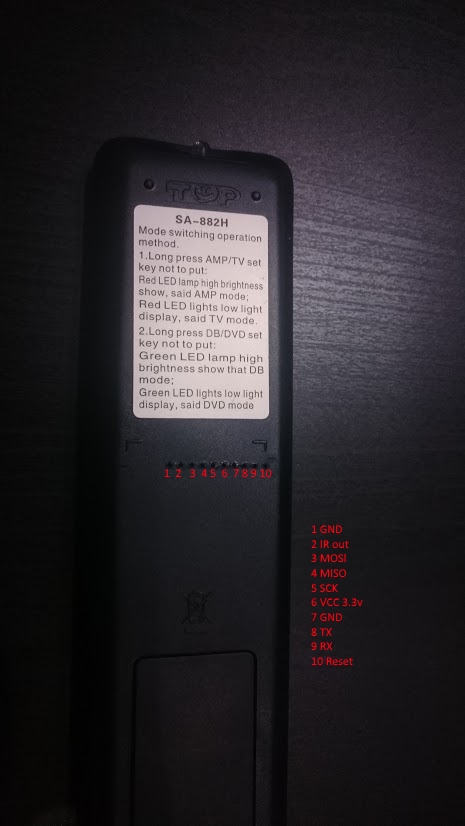 TOP
SA-882H
Mode switching operation
method.
1.Long press AMP/TV set
key not to put:
Red LED lamp high brightness
show, said AMP mode;
Red LED lights low light
display, said TV mode.
2.Long press DB/DVD set
key not to put:
Green LED lamp high
brightness show that DB
mode;
Green LED lights low light
display, said DVD mode
1 2 3 4 5 6 7 8 9 10
1 GND
2 IR out
3 MOSI
4 MISO
5 SCK
6 VCC 3.3v
7 GND
8 TX
9 RX
10 Reset